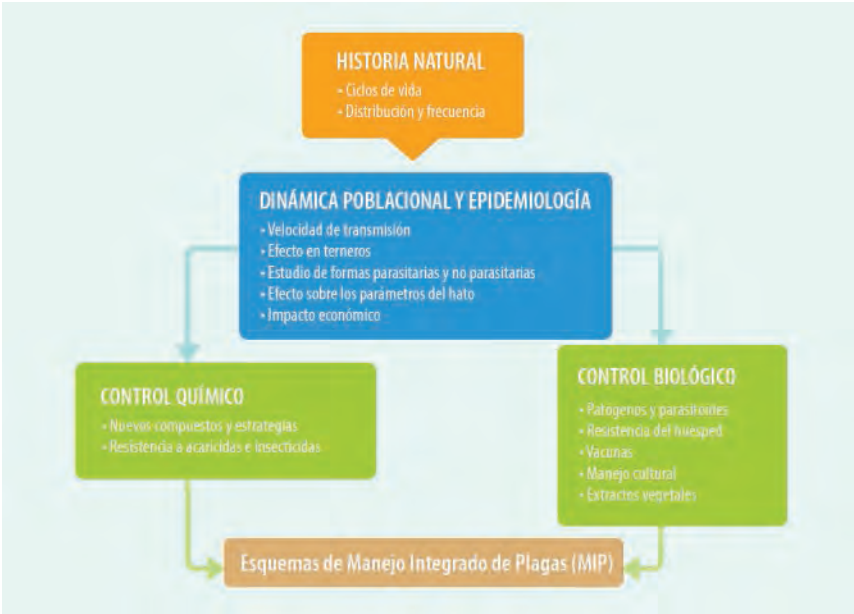 HISTORIA NATURAL
• Ciclos de vida
• Distribución y frecuencia
DINÁMICA POBLACIONAL Y EPIDEMIOLOGÍA
• Velocidad de transmisión
• Efecto en terneros
• Estudio de formas parasitarias y no parasitarias
• Efecto sobre los parámetros del hato
• Impacto económico
CONTROL QUÍMICO
• Nuevos compuestos y estrategias
• Resistencia a acaricidas e insecticidas
CONTROL BIOLÓGICO
• Patógenos y parasitoides
• Resistencia del huesped
• Vacunas
• Manejo cultural
• Extractos vegetales
Esquemas de Manejo Integrado de Plagas (MIP)